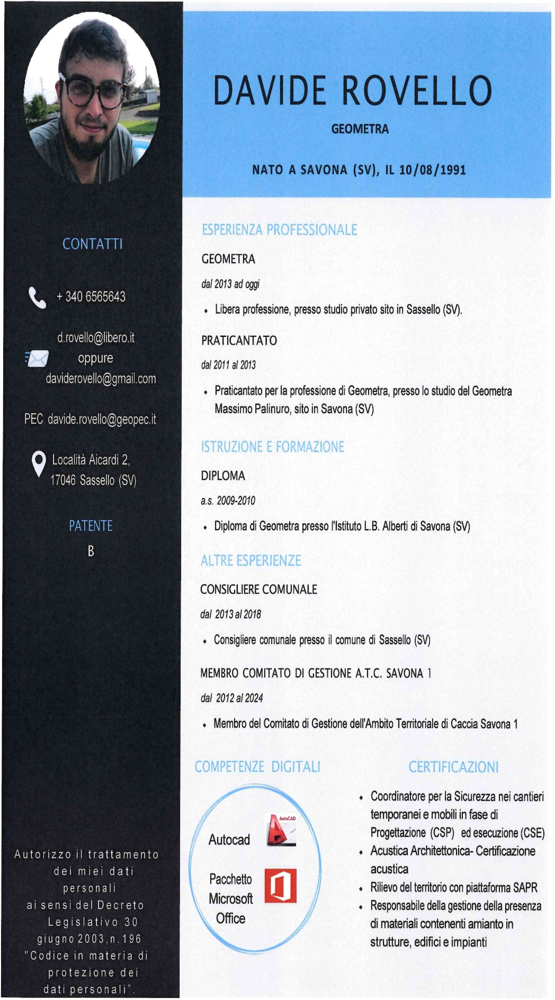 DAVIDE ROVELLO
GEOMETRA
NATO A SAVONA (SV), IL 10/08/1991
CONTATTI
+ 340 6565643
d.rovello@libero.it
oppure
daviderovello@gmail.com
PEC davide.rovello@geopec.it
Località Aicardi 2,
17046 Sassello (SV)
PATENTE
B
Autorizzo il trattamento
dei miei dati
personali
ai sensi del Decreto
Legislativo 30
giugno 2003, n. 196
"Codice in materia di
protezione dei
dati personali".
ESPERIENZA PROFESSIONALE
GEOMETRA
dal 2013 ad oggi
• Libera professione, presso studio privato sito in Sassello (SV).
PRATICANTATO
dal 2011 al 2013
• Praticantato per la professione di Geometra, presso lo studio del Geometra
Massimo Palinuro, sito in Savona (SV)
ISTRUZIONE E FORMAZIONE
DIPLOMA
a.s. 2009-2010
• Diploma di Geometra presso l'Istituto L.B. Alberti di Savona (SV)
ALTRE ESPERIENZE
CONSIGLIERE COMUNALE
dal 2013 al 2018
• Consigliere comunale presso il comune di Sassello (SV)
MEMBRO COMITATO DI GESTIONE A.T.C. SAVONA 1
dal 2012 al 2024
• Membro del Comitato di Gestione dell'Ambito Territoriale di Caccia Savona 1
COMPETENZE DIGITALI
Autocad
AutoCAD
Pacchetto
Microsoft
Office
CERTIFICAZIONI
• Coordinatore per la Sicurezza nei cantieri
temporanei e mobili in fase di
Progettazione (CSP) ed esecuzione (CSE)
• Acustica Architettonica- Certificazione
acustica
• Rilievo del territorio con piattaforma SAPR
• Responsabile della gestione della presenza
di materiali contenenti amianto in
strutture, edifici e impianti